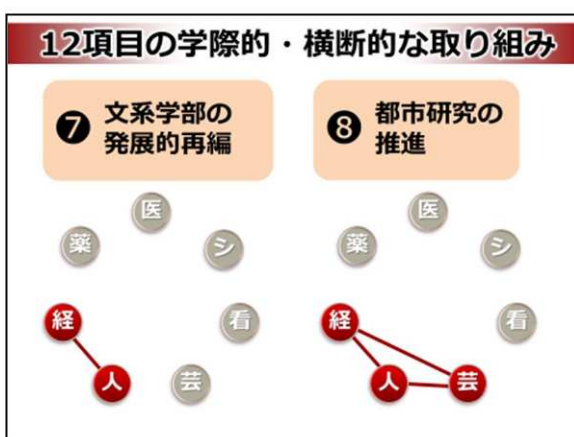 12項目の学際的・横断的な取り組み
❼ 文系学部の
発展的再編
❽ 都市研究の
推進
医
薬
シ
経
看
人
芸
医
薬
シ
経
看
人
芸